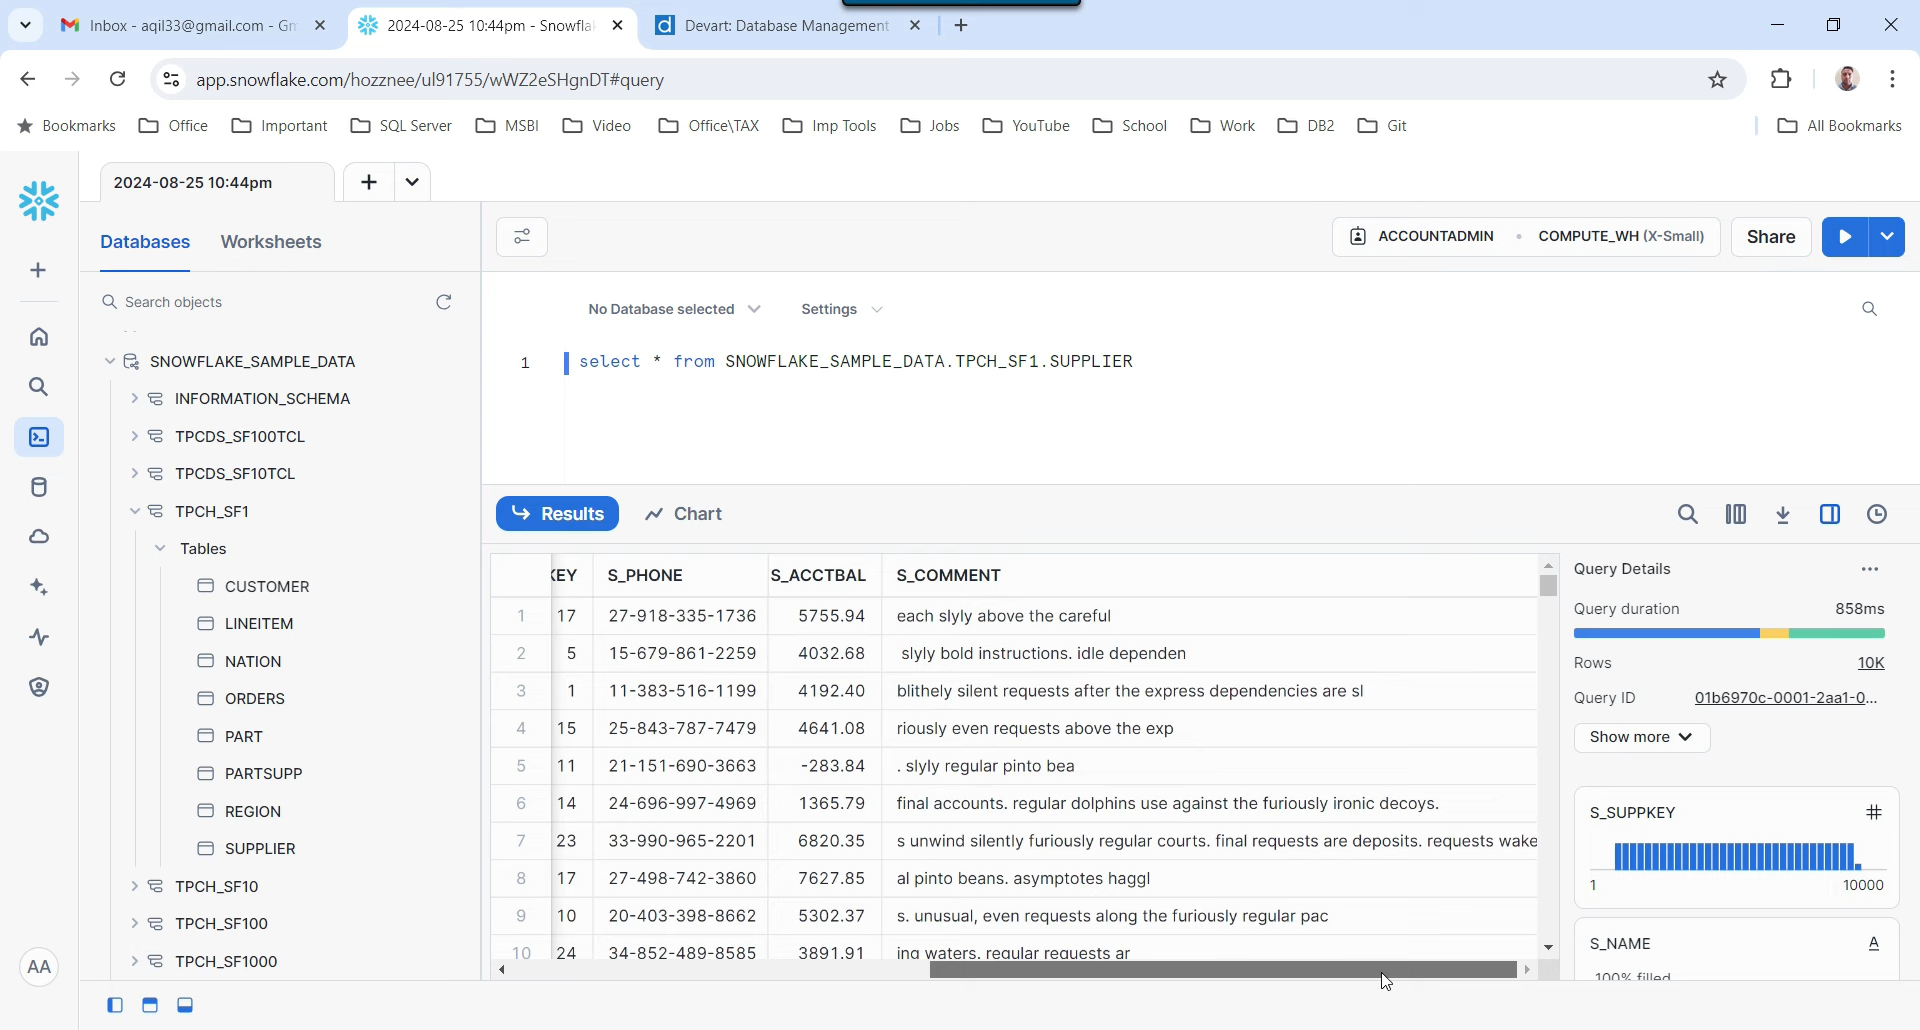 Inbox - aqil33@gmail.com - Gm
2024-08-25 10:44pm - Snowflal
Devart: Database Management
app.snowflake.com/hozznee/ul91755/wWZ2eSHgnDT#query
Bookmarks
Office
Important
SQL Server
MSBI
Video
Office\TAX
Imp Tools
Jobs
YouTube
School
Work
DB2
Git
All Bookmarks
2024-08-25 10:44pm
Databases
Worksheets
ACCOUNTADMIN • COMPUTE_WH (X-Small)
Share
Search objects
No Database selected
Settings
SNOWFLAKE_SAMPLE_DATA
INFORMATION_SCHEMA
TPCDS_SF100TCL
TPCDS_SF10TCL
TPCH_SF1
Tables
CUSTOMER
LINEITEM
NATION
ORDERS
PART
PARTSUPP
REGION
SUPPLIER
TPCH_SF10
TPCH_SF100
TPCH_SF1000
AA
1 select * from SNOWFLAKE_SAMPLE_DATA.TPCH_SF1.SUPPLIER
Results
Chart
KEY S_PHONE S_ACCTBAL S_COMMENT
1 17 27-918-335-1736 5755.94 each slyly above the careful
2 5 15-679-861-2259 4032.68 slyly bold instructions. idle dependen
3 1 11-383-516-1199 4192.40 blithely silent requests after the express dependencies are sl
4 15 25-843-787-7479 4641.08 riously even requests above the exp
5 11 21-151-690-3663 -283.84 . slyly regular pinto bea
6 14 24-696-997-4969 1365.79 final accounts. regular dolphins use against the furiously ironic decoys.
7 23 33-990-965-2201 6820.35 s unwind silently furiously regular courts. final requests are deposits. requests wake
8 17 27-498-742-3860 7627.85 al pinto beans. asymptotes haggl
9 10 20-403-398-8662 5302.37 s. unusual, even requests along the furiously regular pac
10 24 34-852-489-8585 3891.91 ing waters. regular requests ar
Query Details
Query duration 858ms
Rows 10K
Query ID 01b6970c-0001-2aa1-0...
Show more
S_SUPPKEY #
1 10000
S_NAME A
100% filled